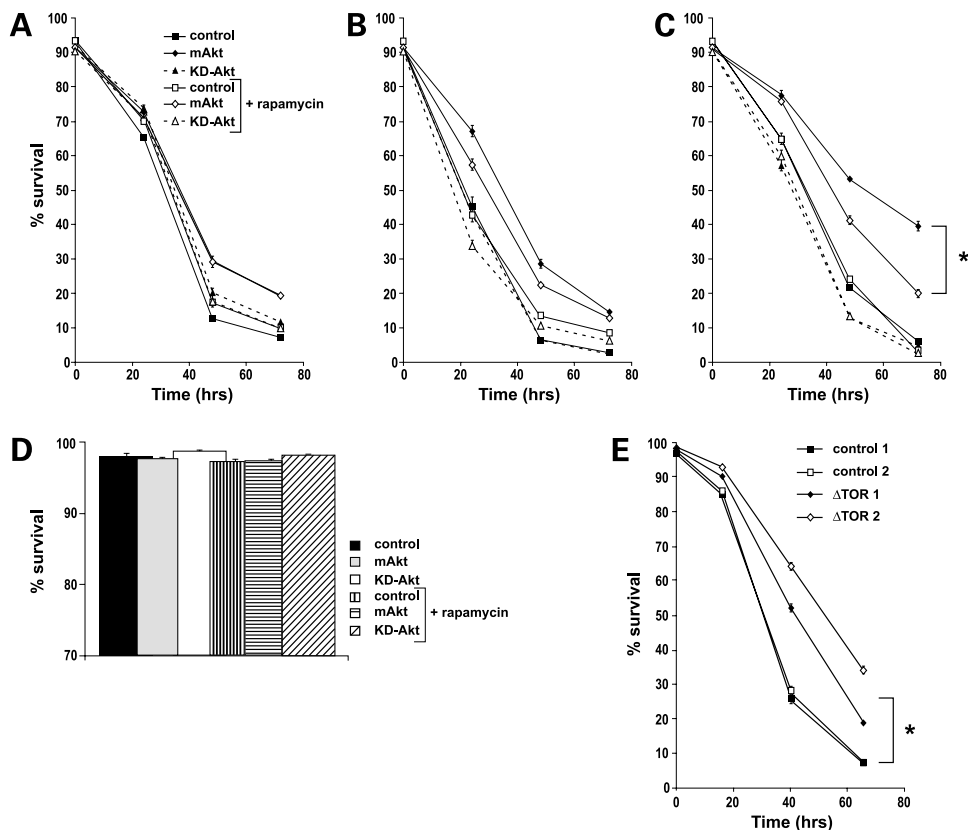 A
B
C
control
mAkt
KD-Akt
control
mAkt
KD-Akt
+ rapamycin
% survival
100
90
80
70
60
50
40
30
20
10
0
0
20
40
60
80
Time (hrs)
100
90
80
70
60
50
40
30
20
10
0
0
20
40
60
80
Time (hrs)
100
90
80
70
60
50
40
30
20
10
0
0
20
40
60
80
Time (hrs)
*
D
% survival
100
90
80
70
control
mAkt
KD-Akt
control
mAkt
KD-Akt
+ rapamycin
E
control 1
control 2
ΔTOR 1
ΔTOR 2
% survival
100
90
80
70
60
50
40
30
20
10
0
0
20
40
60
80
Time (hrs)
*